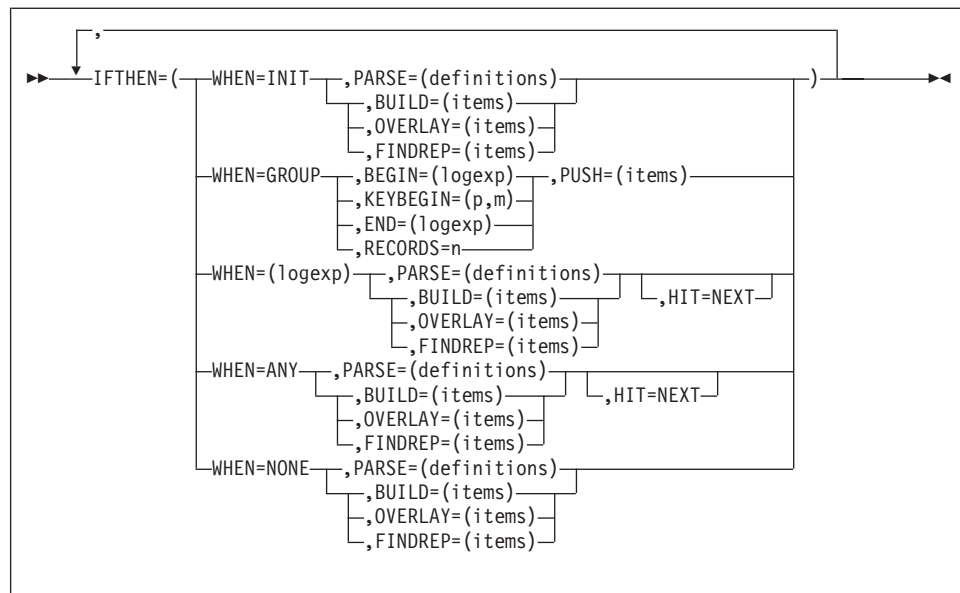 ,
IFTHEN=( WHEN=INIT ,PARSE=(definitions) )
,BUILD=(items)
,OVERLAY=(items)
,FINDREP=(items)
WHEN=GROUP ,BEGIN=(logexp) ,PUSH=(items)
,KEYBEGIN=(p,m)
,END=(logexp)
,RECORDS=n
WHEN=(logexp) ,PARSE=(definitions)
,BUILD=(items) ,HIT=NEXT
,OVERLAY=(items)
,FINDREP=(items)
WHEN=ANY ,PARSE=(definitions)
,BUILD=(items) ,HIT=NEXT
,OVERLAY=(items)
,FINDREP=(items)
WHEN=NONE ,PARSE=(definitions)
,BUILD=(items)
,OVERLAY=(items)
,FINDREP=(items)